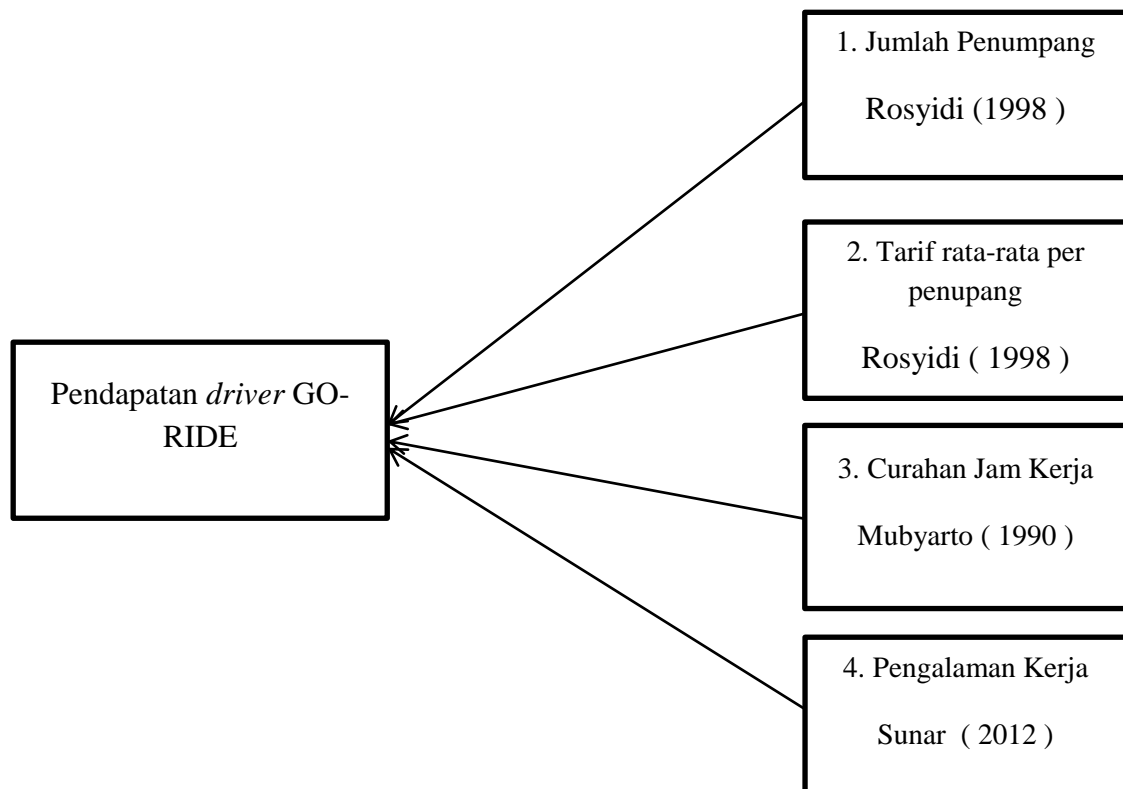 1. Jumlah Penumpang
Rosyidi (1998 )
2. Tarif rata-rata per
penupang
Rosyidi ( 1998 )
Pendapatan driver GO-
RIDE
3. Curahan Jam Kerja
Mubyarto ( 1990 )
4. Pengalaman Kerja
Sunar ( 2012 )